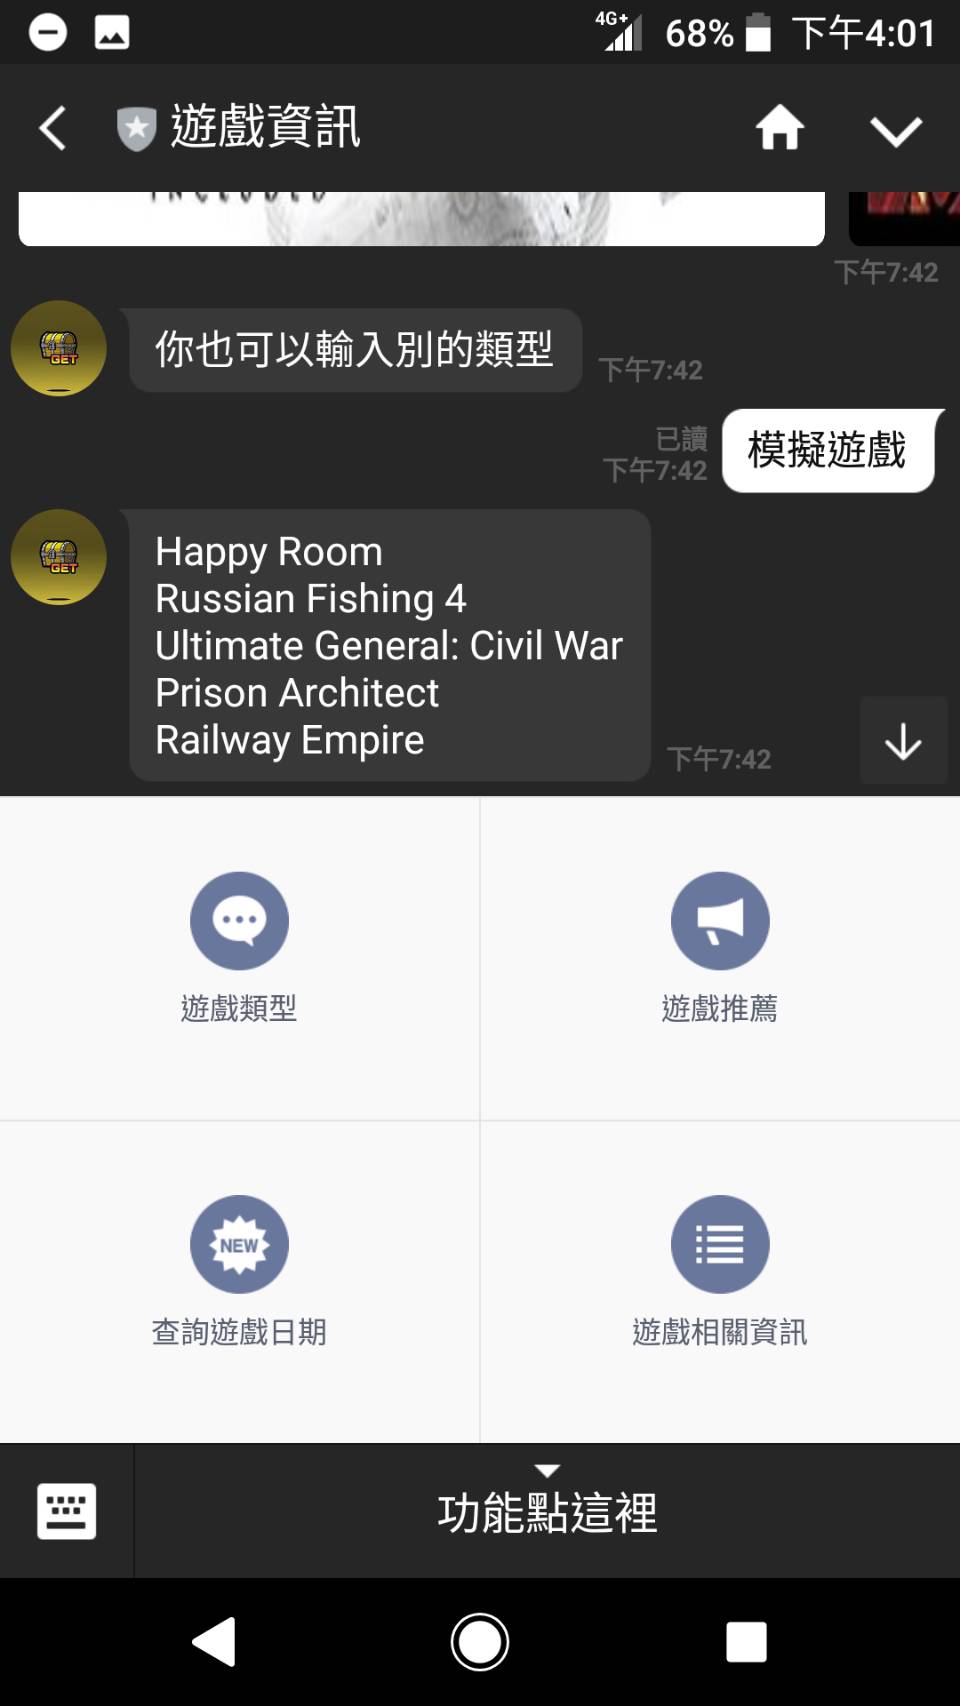 4G+ 68% 下午4:01
遊戲資訊
INCLUDED
下午7:42
你也可以輸入別的類型
下午7:42
已讀
下午7:42
模擬遊戲
GET
Happy Room
Russian Fishing 4
Ultimate General: Civil War
Prison Architect
Railway Empire
下午7:42
GET
遊戲類型
遊戲推薦
NEW
查詢遊戲日期
遊戲相關資訊
功能點這裡